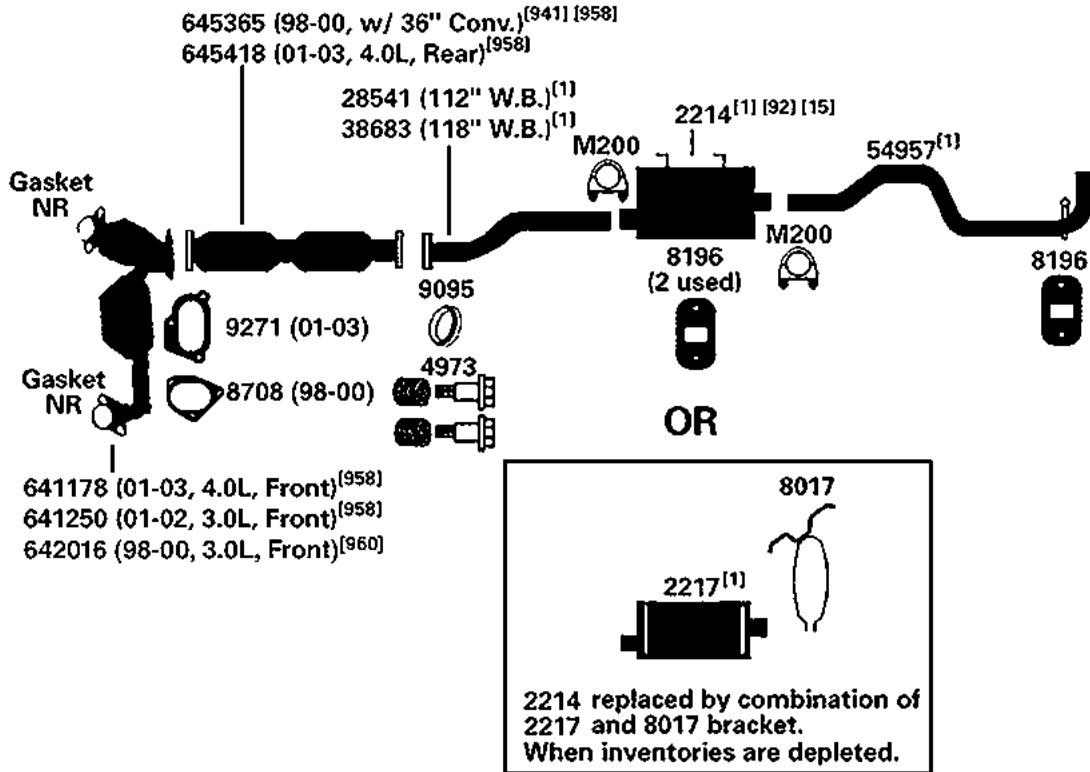 645365 (98-00, w/ 36" Conv.)[941] [958]
645418 (01-03, 4.0L, Rear)[958]
28541 (112" W.B.)[1]
38683 (118" W.B.)[1]
2214[1] [92] [15]
M200
54957[1]
Gasket
NR
M200
8196
(2 used)
8196
9095
9271 (01-03)
4973
Gasket
NR
8708 (98-00)
OR
641178 (01-03, 4.0L, Front)[958]
641250 (01-02, 3.0L, Front)[958]
642016 (98-00, 3.0L, Front)[960]
8017
2217[1]
2214 replaced by combination of
2217 and 8017 bracket.
When inventories are depleted.